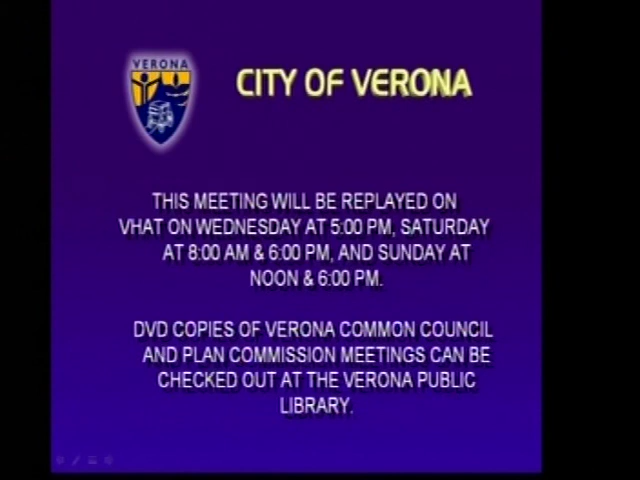 VERONA
CITY OF VERONA
THIS MEETING WILL BE REPLAYED ON
VHAT ON WEDNESDAY AT 5:00 PM, SATURDAY
AT 8:00 AM & 6:00 PM, AND SUNDAY AT
NOON & 6:00 PM.
DVD COPIES OF VERONA COMMON COUNCIL
AND PLAN COMMISSION MEETINGS CAN BE
CHECKED OUT AT THE VERONA PUBLIC
LIBRARY.